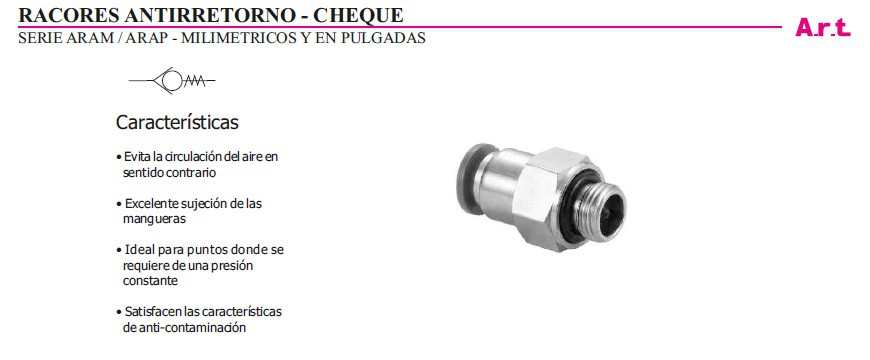 RACORES ANTIRRETORNO - CHEQUE
SERIE ARAM / ARAP - MILIMETRICOS Y EN PULGADAS
A.r.t.
Características
• Evita la circulación del aire en
sentido contrario
• Excelente sujeción de las
mangueras
• Ideal para puntos donde se
requiere de una presión
constante
• Satisfacen las características
de anti-contaminación